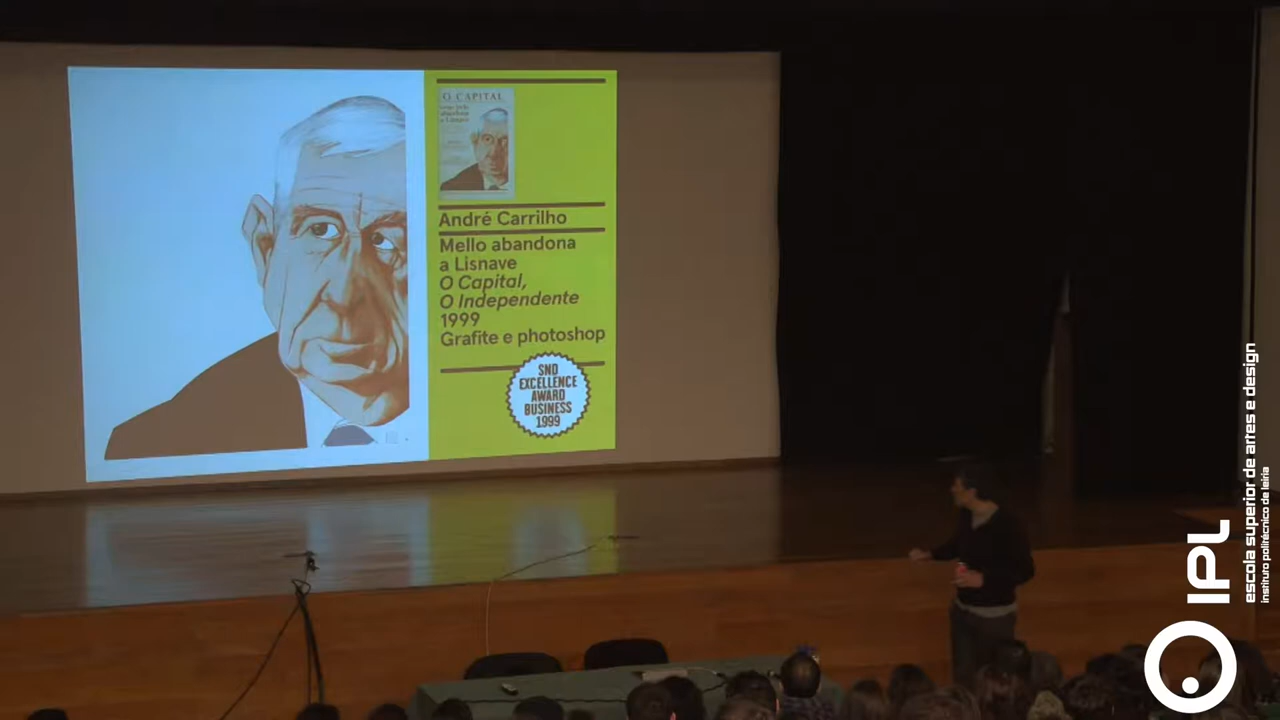 O CAPITAL
André Carrilho
Mello abandona
a Lisnave
O Capital,
O Independente
1999
Grafite e photoshop
SND
EXCELLENCE
AWARD
BUSINESS
1999
IPL
escola superior de artes e design
instituto politécnico de leiria